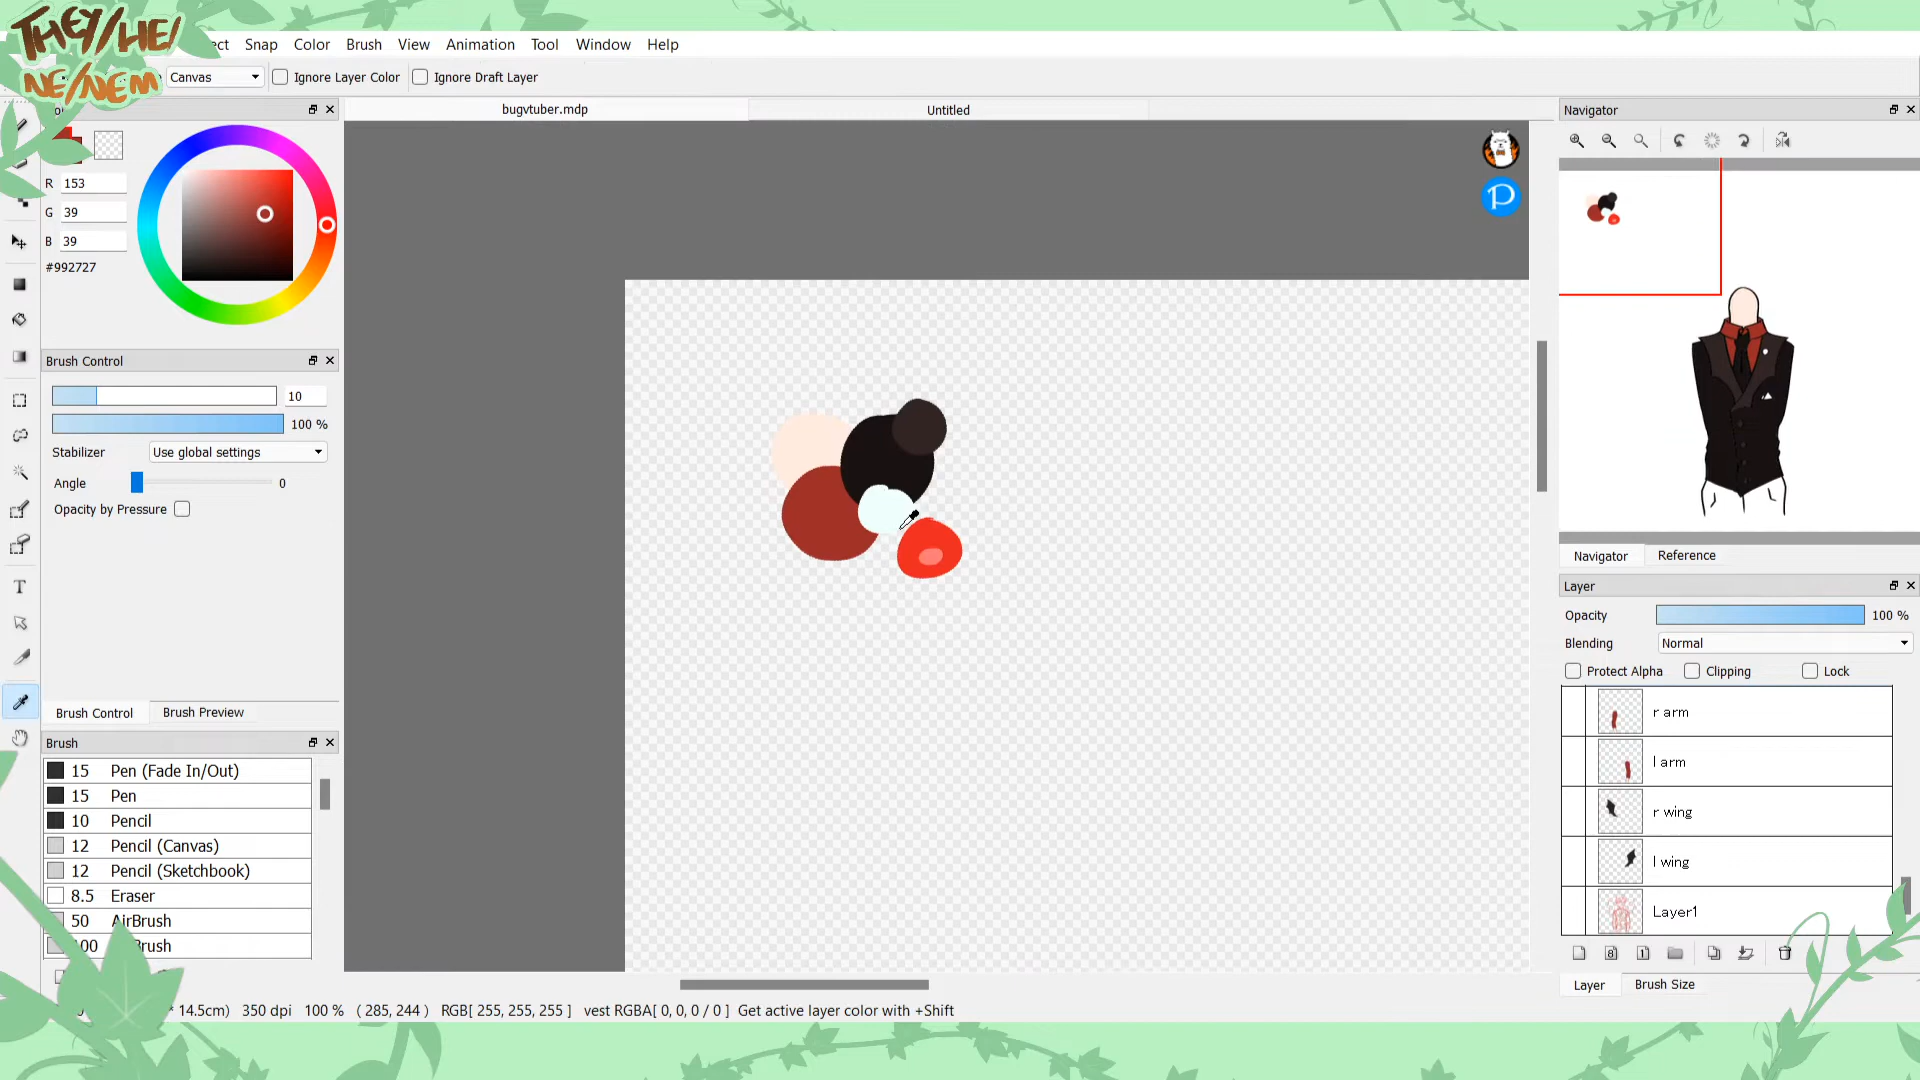 THEY/HE/
NE/NEM
ect Snap Color Brush View Animation Tool Window Help
Canvas Ignore Layer Color Ignore Draft Layer
bugvtuber.mdp
Untitled
Navigator
R 153
G 39
B 39
#992727
Brush Control
10
100 %
Stabilizer Use global settings
Angle 0
Opacity by Pressure
Brush Control Brush Preview
Brush
15 Pen (Fade In/Out)
15 Pen
10 Pencil
12 Pencil (Canvas)
12 Pencil (Sketchbook)
8.5 Eraser
50 AirBrush
100 Brush
Navigator Reference
Layer
Opacity 100 %
Blending Normal
Protect Alpha Clipping Lock
r arm
l arm
r wing
l wing
Layer1
8 1
Layer Brush Size
* 14.5cm) 350 dpi 100 % ( 285, 244 ) RGB[ 255, 255, 255 ] vest RGBA[ 0, 0, 0 / 0 ] Get active layer color with +Shift
T
P